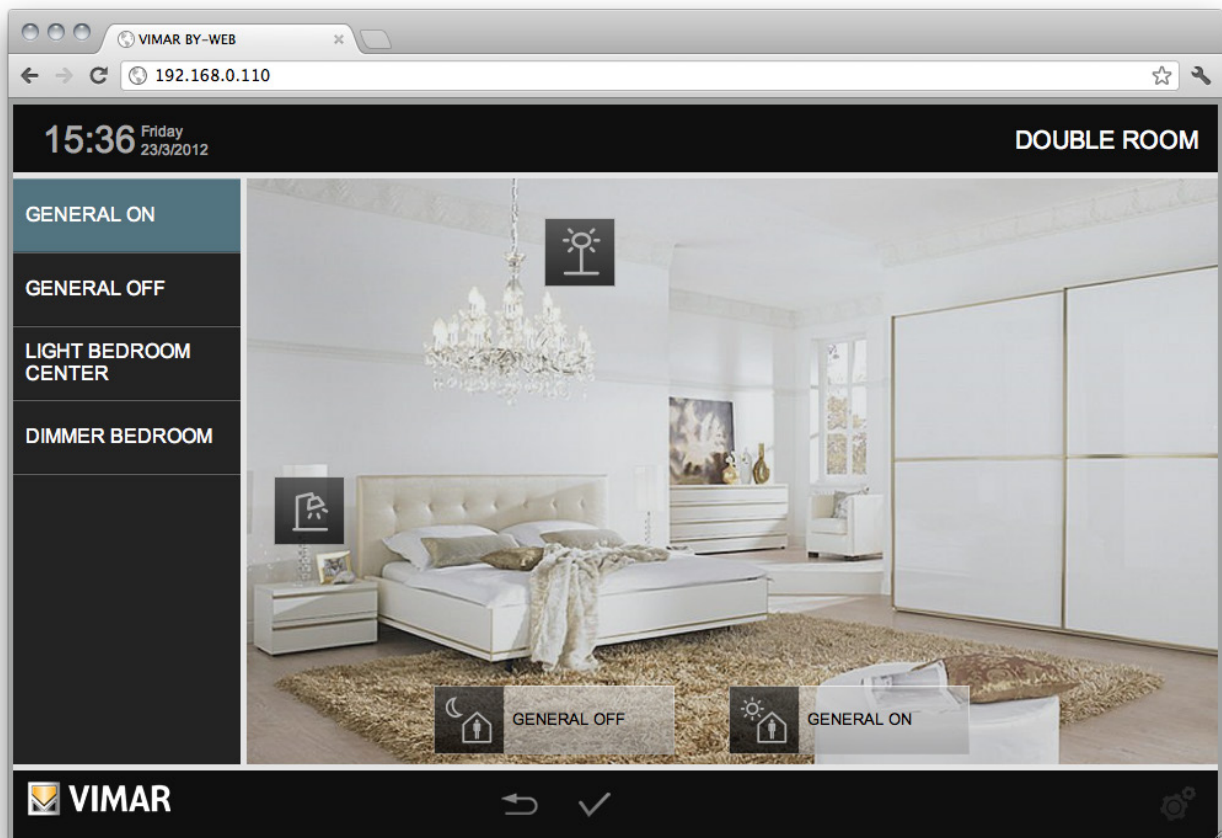 VIMAR BY-WEB
192.168.0.110
15:36 Friday
23/3/2012
DOUBLE ROOM
GENERAL ON
GENERAL OFF
LIGHT BEDROOM
CENTER
DIMMER BEDROOM
GENERAL OFF
GENERAL ON
VIMAR